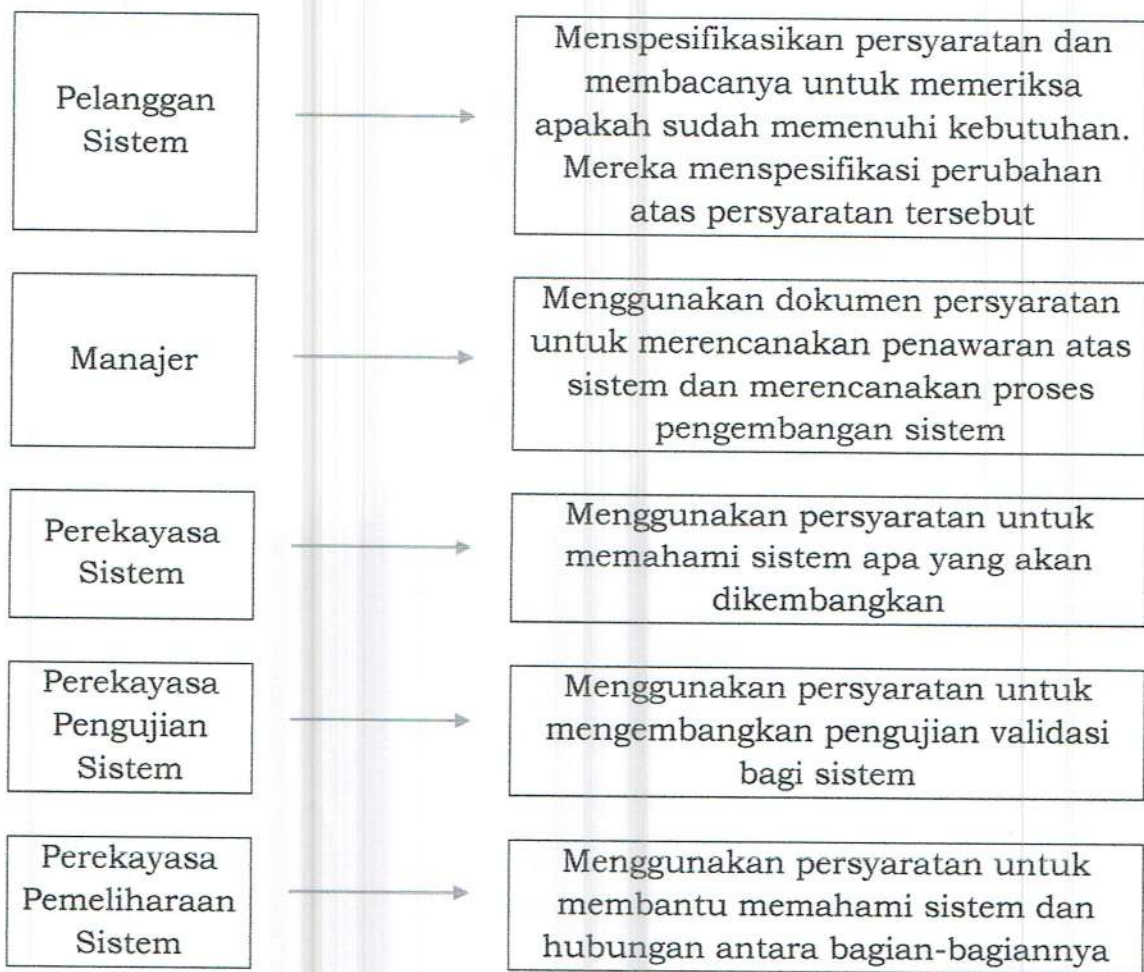 Pelanggan
Sistem
Menspesifikasikan persyaratan dan
membacanya untuk memeriksa
apakah sudah memenuhi kebutuhan.
Mereka menspesifikasi perubahan
atas persyaratan tersebut
Manajer
Menggunakan dokumen persyaratan
untuk merencanakan penawaran atas
sistem dan merencanakan proses
pengembangan sistem
Perekayasa
Sistem
Menggunakan persyaratan untuk
memahami sistem apa yang akan
dikembangkan
Perekayasa
Pengujian
Sistem
Menggunakan persyaratan untuk
mengembangkan pengujian validasi
bagi sistem
Perekayasa
Pemeliharaan
Sistem
Menggunakan persyaratan untuk
membantu memahami sistem dan
hubungan antara bagian-bagiannya